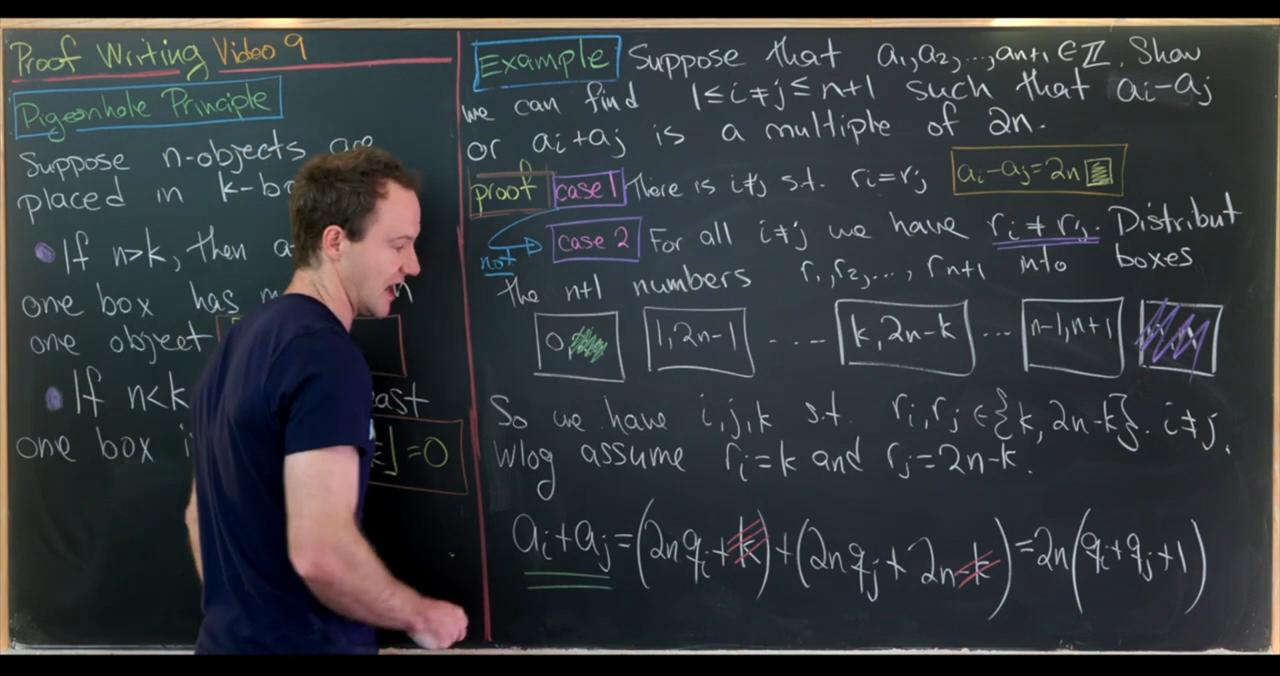 Proof Writing Video 9
Pigeonhole Principle
Suppose n-objects are
placed in
If n>k, then
one box has
one object
If n<k
one box
=0
Example Suppose that a₁,a₂,...,aₙ₊₁∈ℤ. Show
we can find 1≤i≠j≤n+1 such that aᵢ-aⱼ
or aᵢ+aⱼ is a multiple of 2n.
proof case 1 There is i≠j s.t. rᵢ=rⱼ aᵢ-aⱼ=2n
not case 2 For all i≠j we have rᵢ≠rⱼ. Distribut
the n+1 numbers r₁,r₂,..., rₙ₊₁ into boxes
0, 1,2n-1 .... k,2n-k ... n-1,n+1
So we have i,j,k s.t. rᵢ,rⱼ∈{k,2n-k}. i≠j.
Wlog assume rᵢ=k and rⱼ=2n-k.
aᵢ+aⱼ=(2nqᵢ+k)+(2nqⱼ+2n-k)=2n(qᵢ+qⱼ+1)